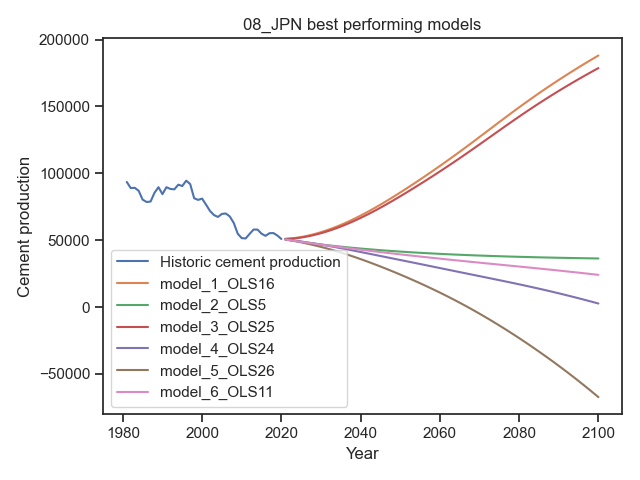 08_JPN best performing models
Cement production
200000
150000
100000
50000
0
−50000
Historic cement production
model_1_OLS16
model_2_OLS5
model_3_OLS25
model_4_OLS24
model_5_OLS26
model_6_OLS11
1980 2000 2020 2040 2060 2080 2100
Year